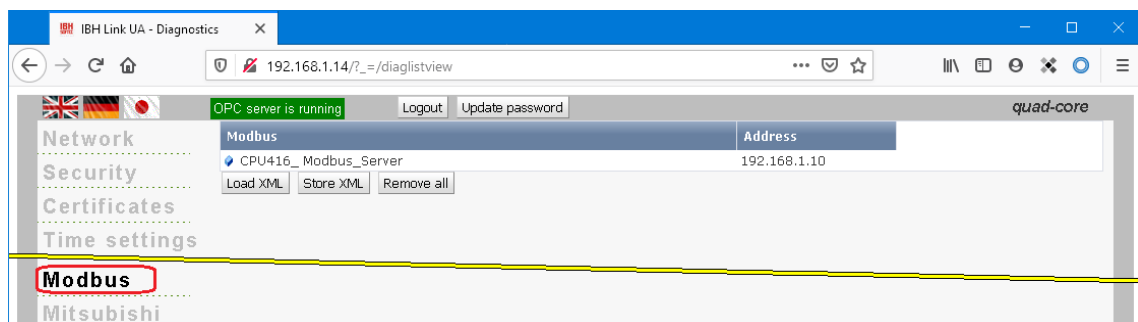 IBH Link UA - Diagnostics
192.168.1.14/?_=/diaglistview
OPC server is running Logout Update password quad-core
Network
Modbus Address
Security
CPU416_ Modbus_Server 192.168.1.10
Load XML Store XML Remove all
Certificates
Time settings
Modbus
Mitsubishi